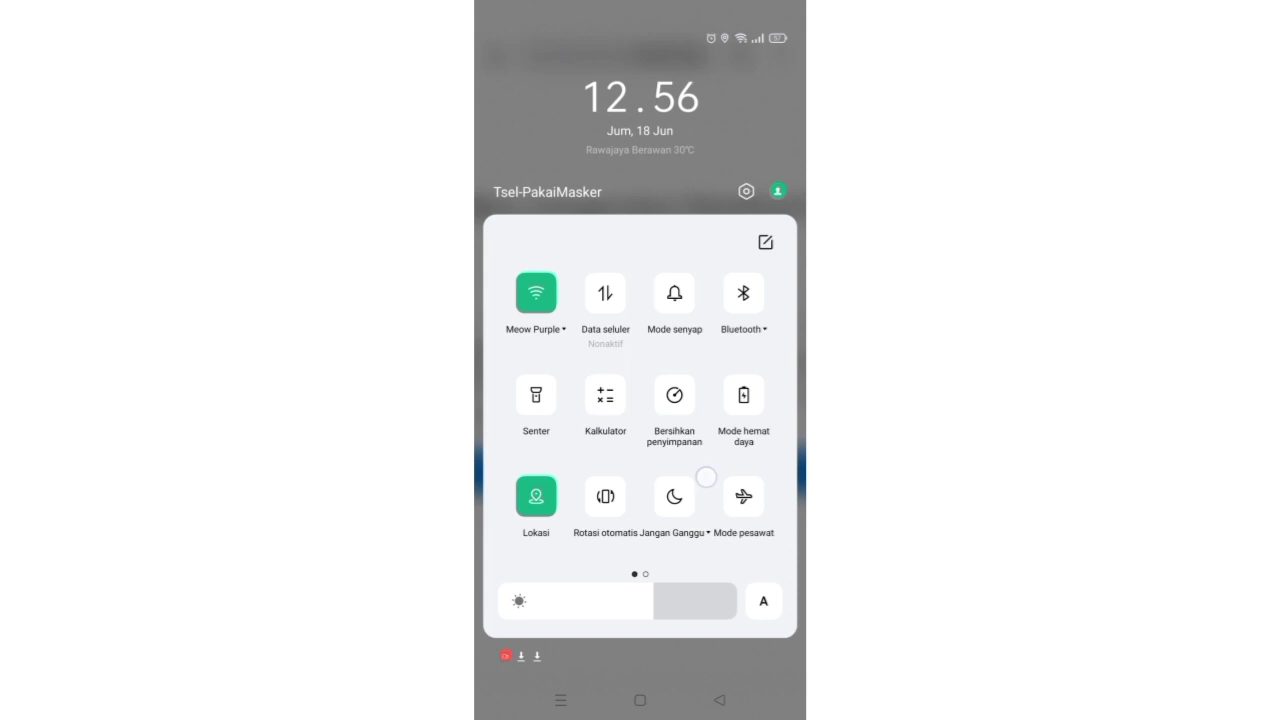 57
12.56
Jum, 18 Jun
Rawajaya Berawan 30°C
Tsel-PakaiMasker
Meow Purple
Data seluler
Nonaktif
Mode senyap
Bluetooth
Senter
Kalkulator
Bersihkan
penyimpanan
Mode hemat
daya
Lokasi
Rotasi otomatis
Jangan Ganggu
Mode pesawat
A